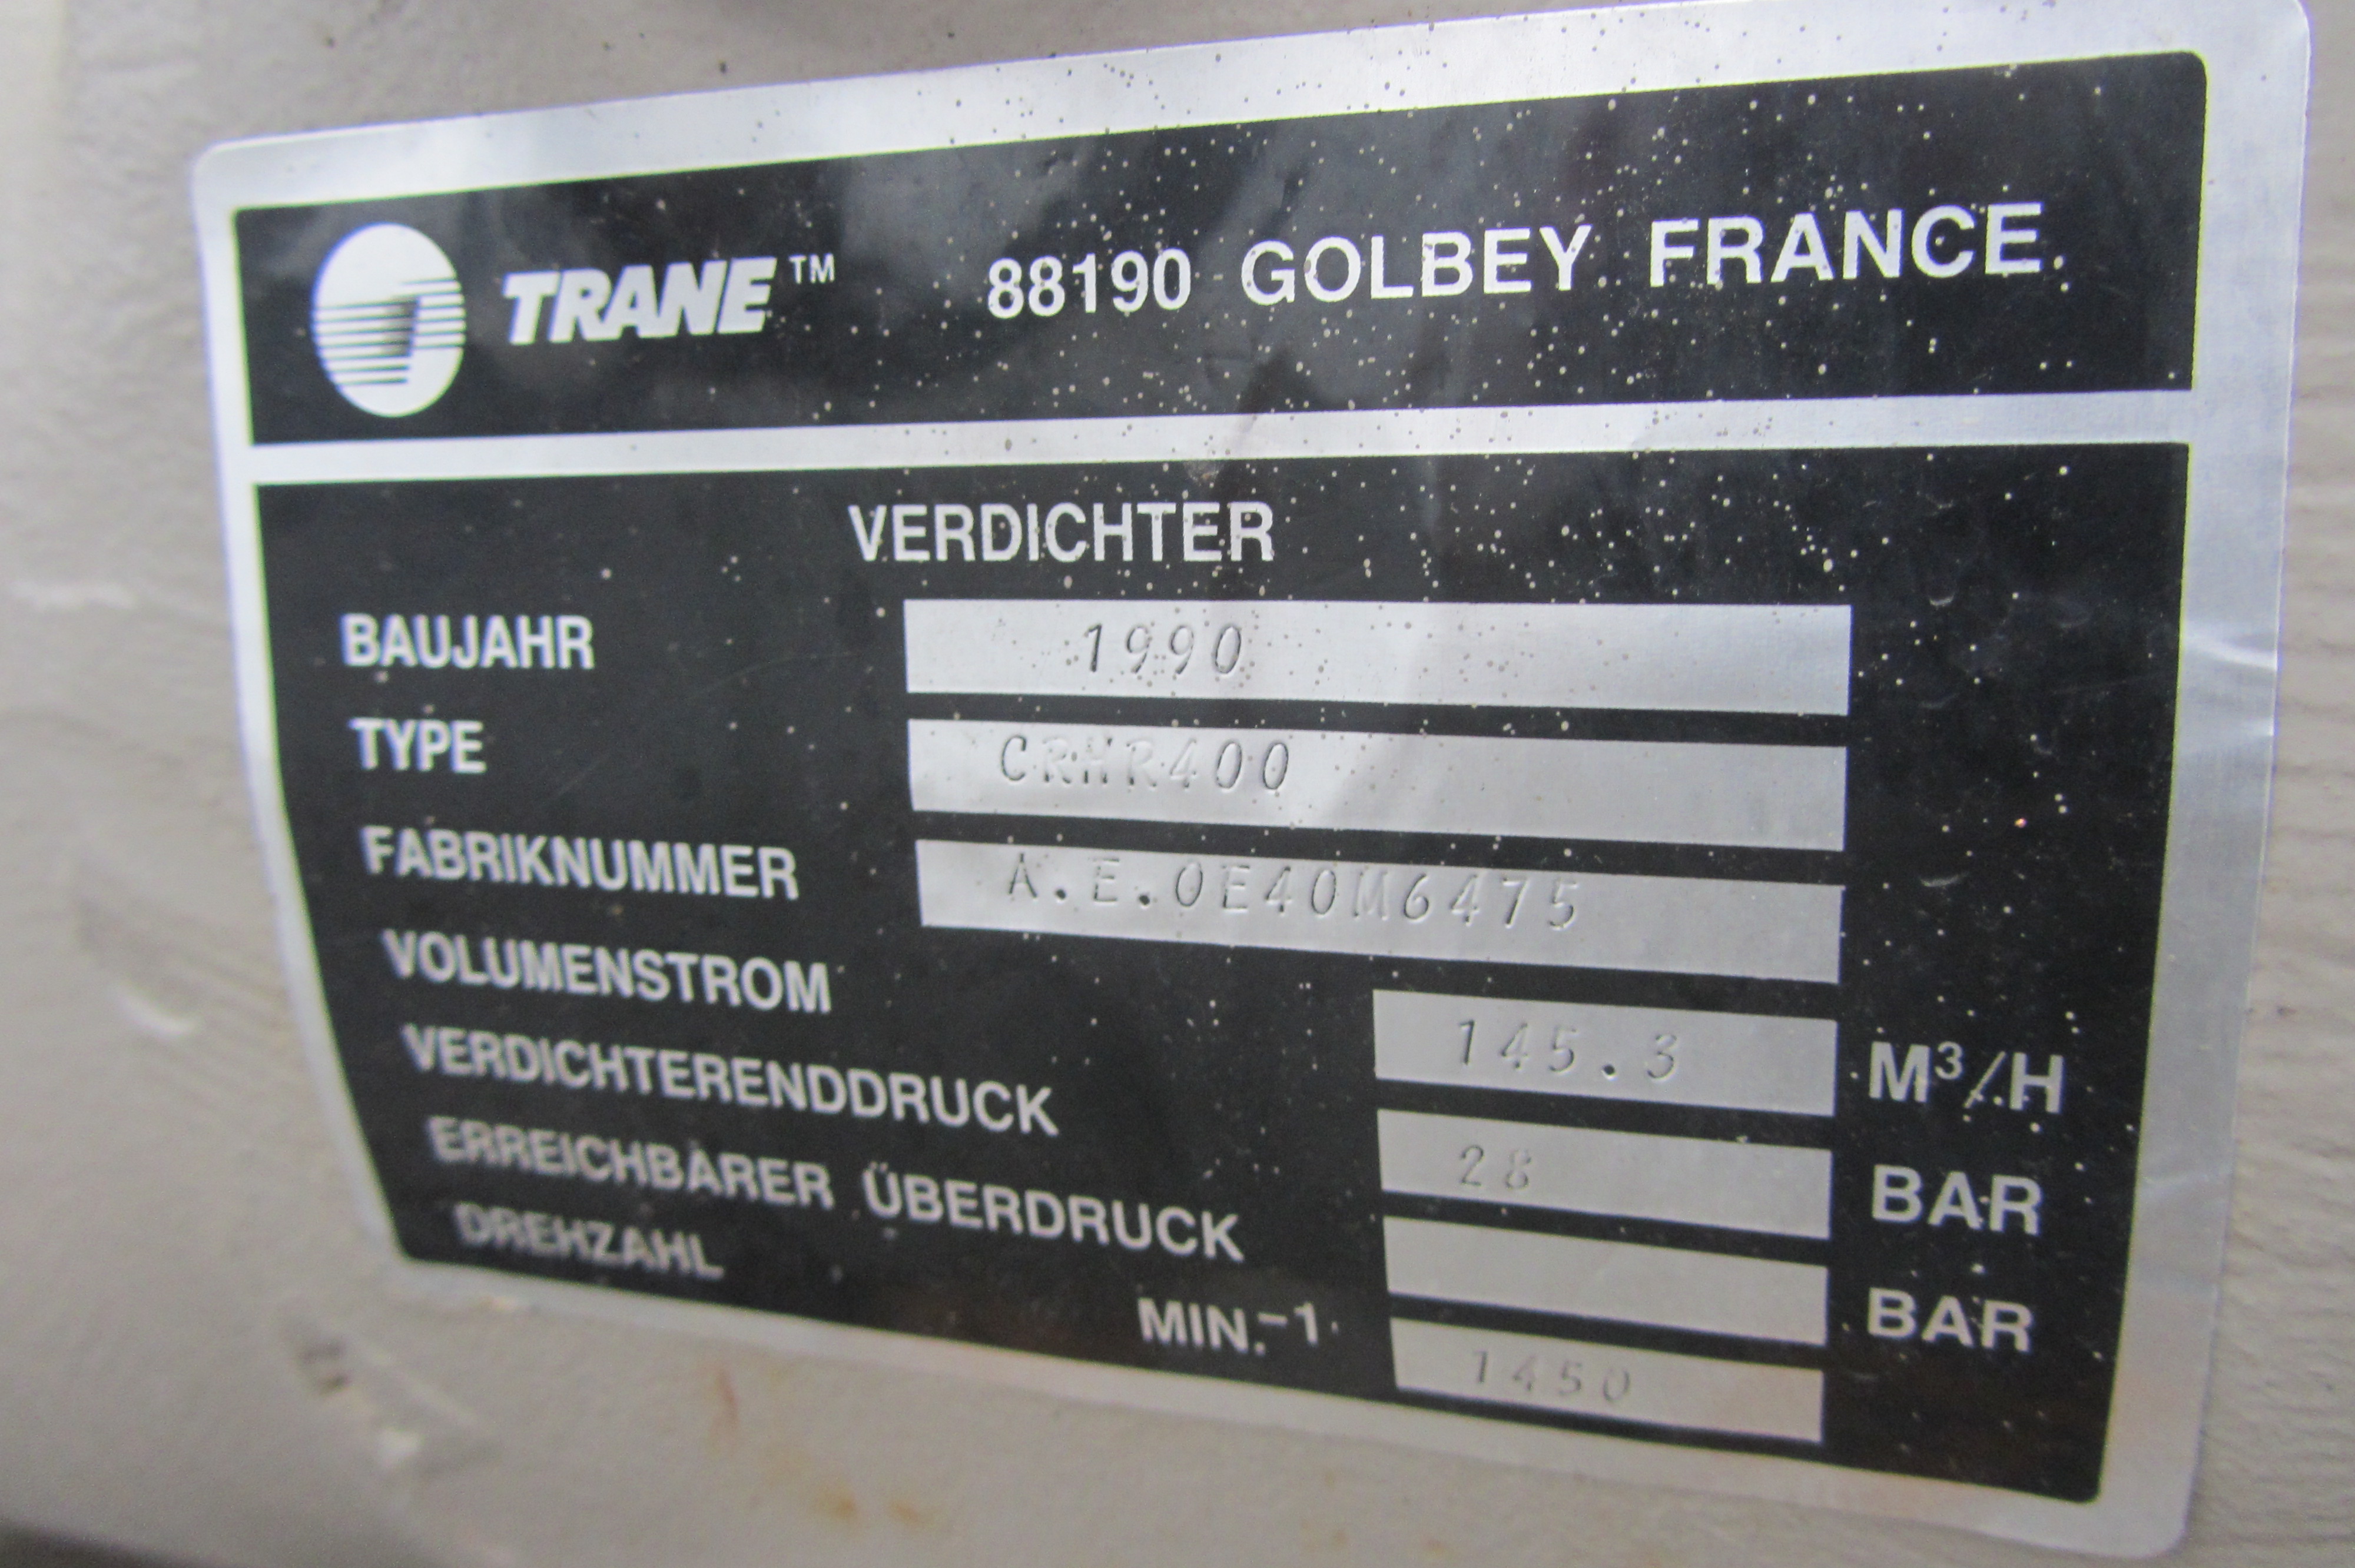 TRANE™ 88190 GOLBEY FRANCE
VERDICHTER
BAUJAHR 1990
TYPE CRHR400
FABRIKNUMMER A.E.0E40M6475
VOLUMENSTROM 145.3 M³/H
VERDICHTERENDDRUCK 28 BAR
ERREICHBARER ÜBERDRUCK BAR
DREHZAHL MIN.-1 1450